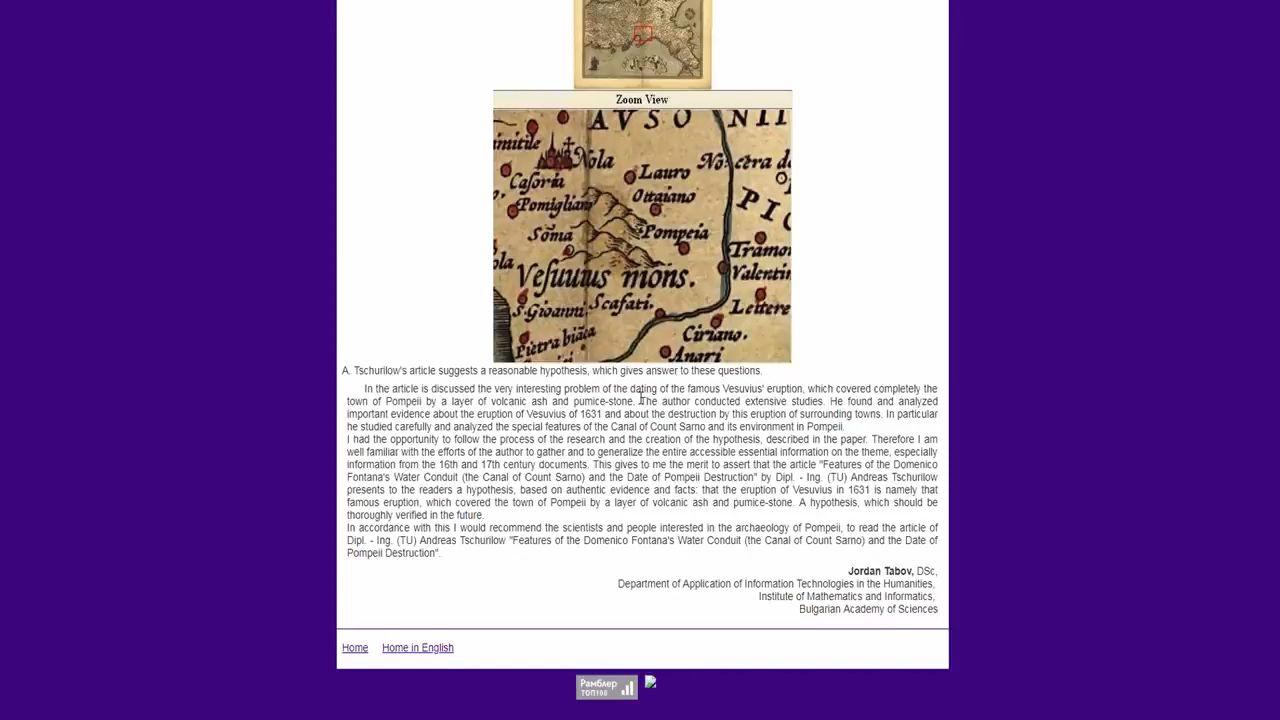 Zoom View
AVSO NII
imitile
Nola
Lauro
Nocera de
Casoria
Ottaiano
Pomiglian
PIC
Sõma
Pompeia
Tramon
ola
Vesuuius mons.
Valentin
S. Gioanni
Scafati.
Lettere
Pietra biãca
Ciriano.
Angri
A. Tschurilow's article suggests a reasonable hypothesis, which gives answer to these questions.
In the article is discussed the very interesting problem of the dating of the famous Vesuvius' eruption, which covered completely the
town of Pompeii by a layer of volcanic ash and pumice-stone. The author conducted extensive studies. He found and analyzed
important evidence about the eruption of Vesuvius of 1631 and about the destruction by this eruption of surrounding towns. In particular
he studied carefully and analyzed the special features of the Canal of Count Sarno and its environment in Pompeii.
I had the opportunity to follow the process of the research and the creation of the hypothesis, described in the paper. Therefore I am
well familiar with the efforts of the author to gather and to generalize the entire accessible essential information on the theme, especially
information from the 16th and 17th century documents. This gives to me the merit to assert that the article "Features of the Domenico
Fontana's Water Conduit (the Canal of Count Sarno) and the Date of Pompeii Destruction" by Dipl. - Ing. (TU) Andreas Tschurilow
presents to the readers a hypothesis, based on authentic evidence and facts: that the eruption of Vesuvius in 1631 is namely that
famous eruption, which covered the town of Pompeii by a layer of volcanic ash and pumice-stone. A hypothesis, which should be
thoroughly verified in the future.
In accordance with this I would recommend the scientists and people interested in the archaeology of Pompeii, to read the article of
Dipl. - Ing. (TU) Andreas Tschurilow "Features of the Domenico Fontana's Water Conduit (the Canal of Count Sarno) and the Date of
Pompeii Destruction".
Jordan Tabov, DSc,
Department of Application of Information Technologies in the Humanities,
Institute of Mathematics and Informatics,
Bulgarian Academy of Sciences
Home Home in English
Рамблер
ТОП100